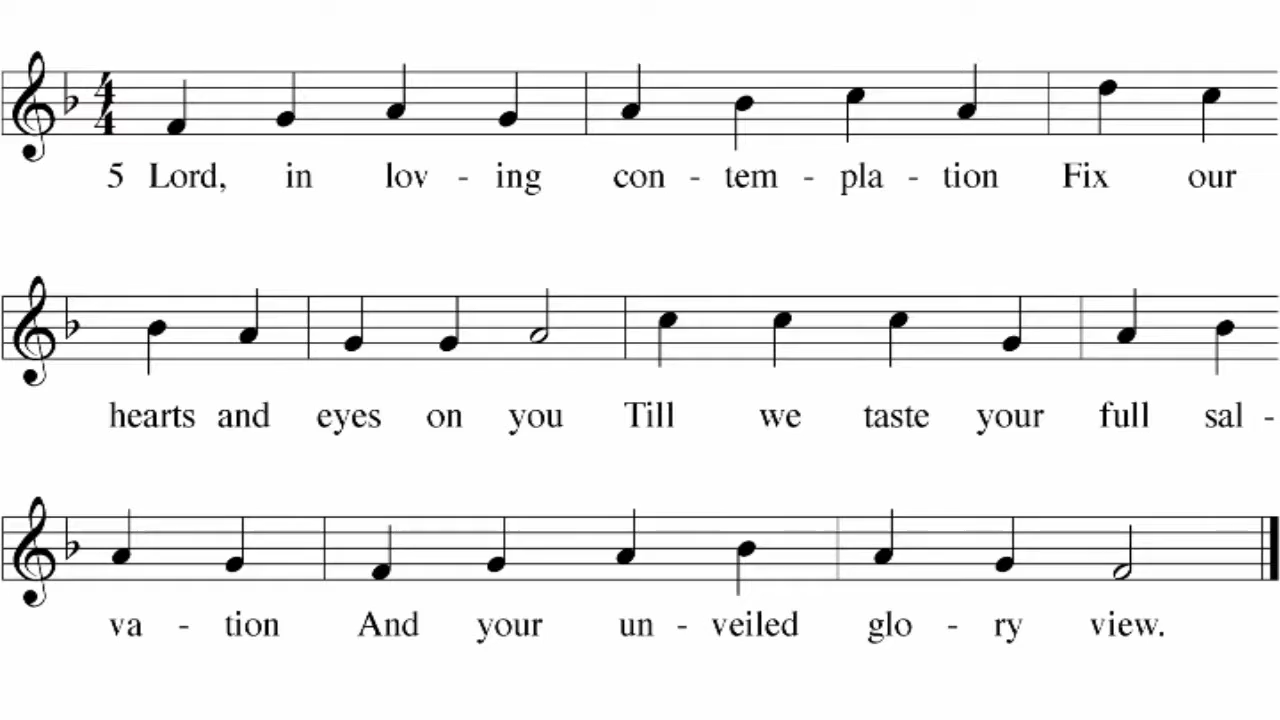 5 Lord, in lov - ing con - tem - pla - tion Fix our
hearts and eyes on you Till we taste your full sal -
va - tion And your un - veiled glo - ry view.